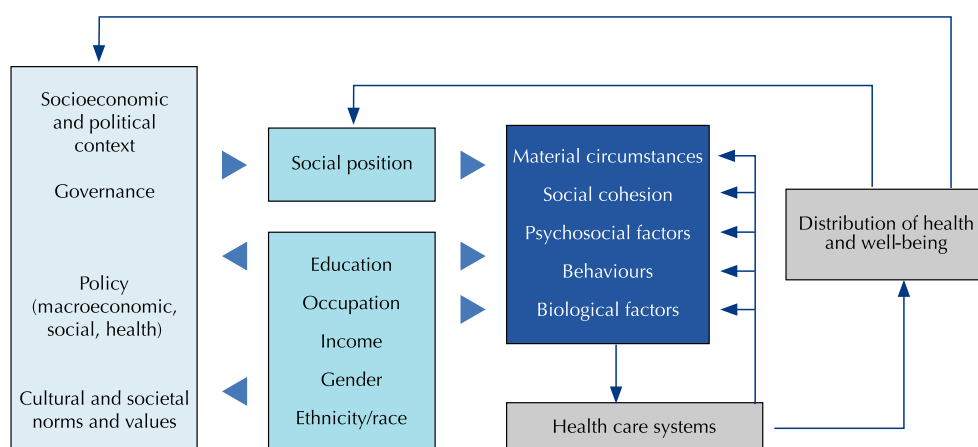 Socioeconomic
and political
context
Governance
Policy
(macroeconomic,
social, health)
Cultural and societal
norms and values
Social position
Education
Occupation
Income
Gender
Ethnicity/race
Material circumstances
Social cohesion
Psychosocial factors
Behaviours
Biological factors
Health care systems
Distribution of health
and well-being